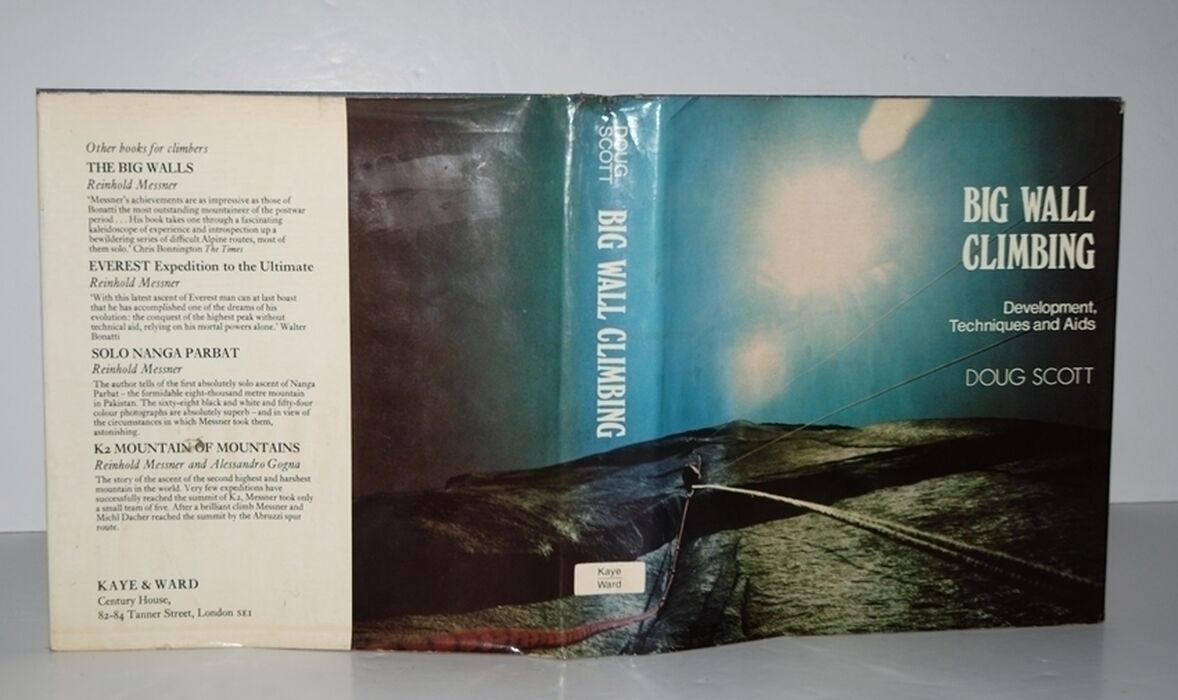 Other books for climbers
THE BIG WALLS
Reinhold Messner
'Messner's achievements are as impressive as those of
Bonatti the most outstanding mountaineer of the postwar
period . . . His book takes one through a fascinating
kaleidoscope of experience and introspection up a
bewildering series of difficult Alpine routes, most of
them solo.' Chris Bonnington The Times
EVEREST Expedition to the Ultimate
Reinhold Messner
'With this latest ascent of Everest man can at last boast
that he has accomplished one of the dreams of his
evolution: the conquest of the highest peak without
technical aid, relying on his mortal powers alone.' Walter
Bonatti
SOLO NANGA PARBAT
Reinhold Messner
The author tells of the first absolutely solo ascent of Nanga
Parbat – the formidable eight-thousand metre mountain
in Pakistan. The sixty-eight black and white and fifty-four
colour photographs are absolutely superb – and in view of
the circumstances in which Messner took them,
astonishing.
K2 MOUNTAIN OF MOUNTAINS
Reinhold Messner and Alessandro Gogna
The story of the ascent of the second highest and harshest
mountain in the world. Very few expeditions have
successfully reached the summit of K2, Messner took only
a small team of five. After a brilliant climb Messner and
Michl Dacher reached the summit by the Abruzzi spur
route.
KAYE & WARD
Century House,
82-84 Tanner Street, London SE1
DOUG
SCOTT
BIG WALL CLIMBING
Kaye
Ward
BIG WALL
CLIMBING
Development,
Techniques and Aids
DOUG SCOTT